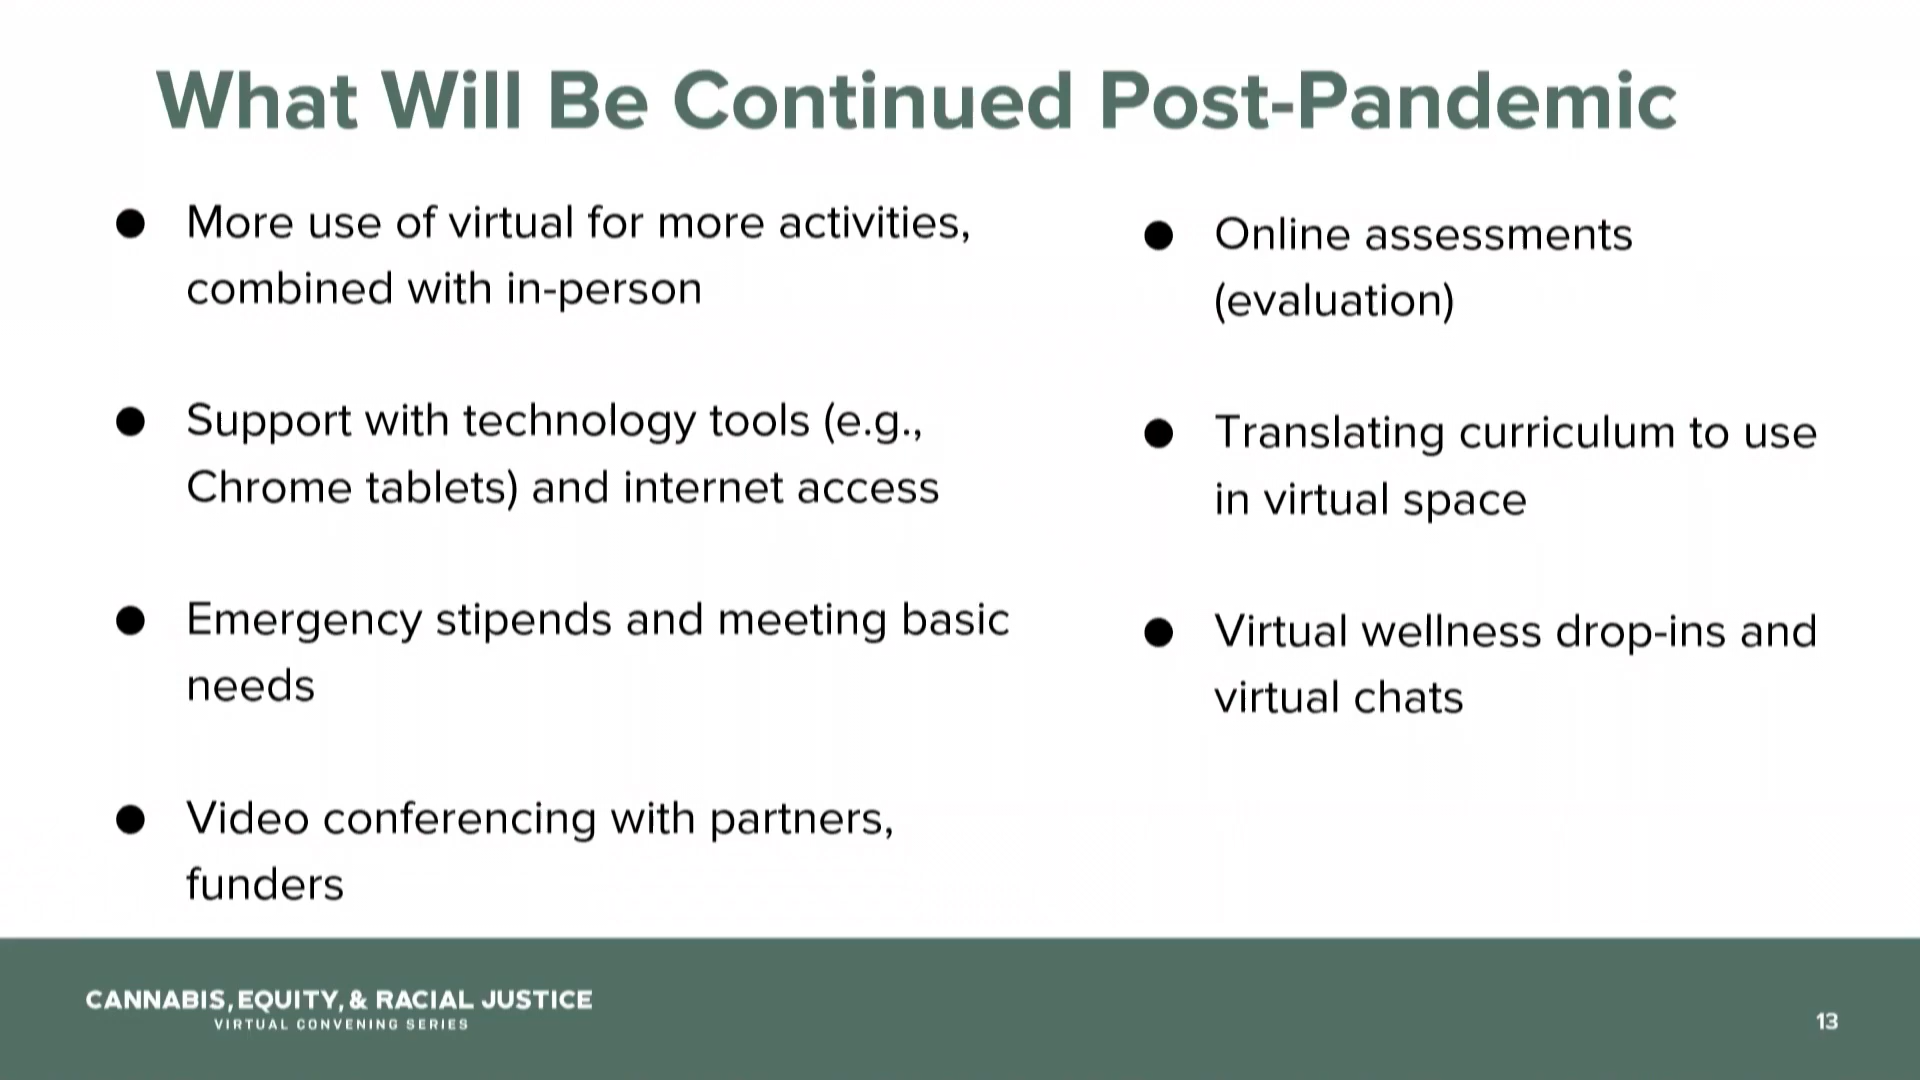 What Will Be Continued Post-Pandemic
● More use of virtual for more activities,
combined with in-person
● Support with technology tools (e.g.,
Chrome tablets) and internet access
● Emergency stipends and meeting basic
needs
● Video conferencing with partners,
funders
● Online assessments
(evaluation)
● Translating curriculum to use
in virtual space
● Virtual wellness drop-ins and
virtual chats
CANNABIS, EQUITY, & RACIAL JUSTICE
VIRTUAL CONVENING SERIES
13